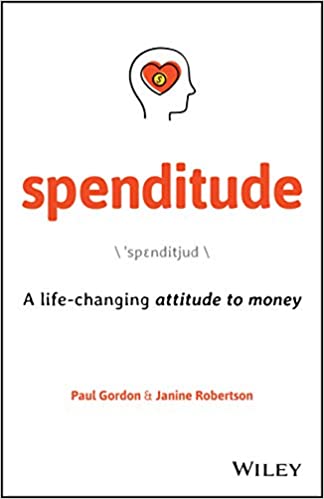 $
spenditude
\ 'spɛnditjud \
A life-changing attitude to money
Paul Gordon & Janine Robertson
WILEY